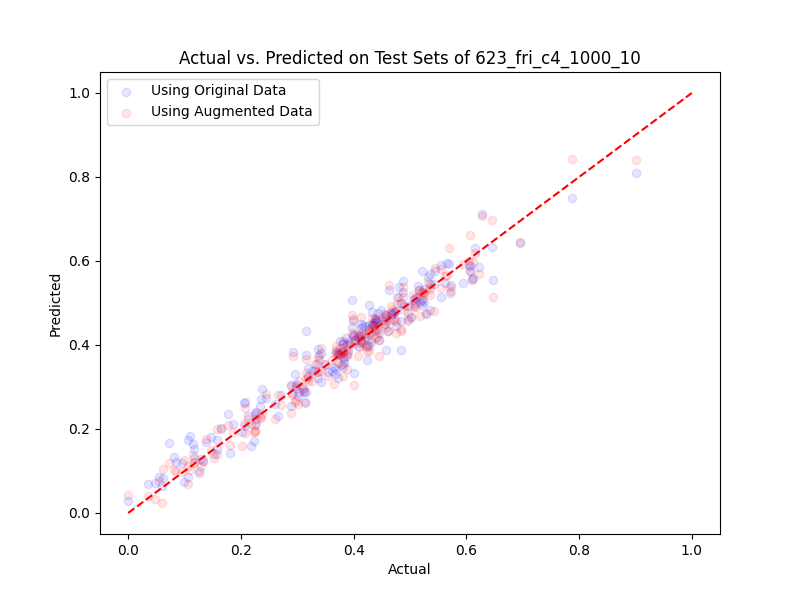 Actual vs. Predicted on Test Sets of 623_fri_c4_1000_10
Using Original Data
Using Augmented Data
1.0
0.8
0.6
0.4
0.2
0.0
Predicted
0.0 0.2 0.4 0.6 0.8 1.0
Actual